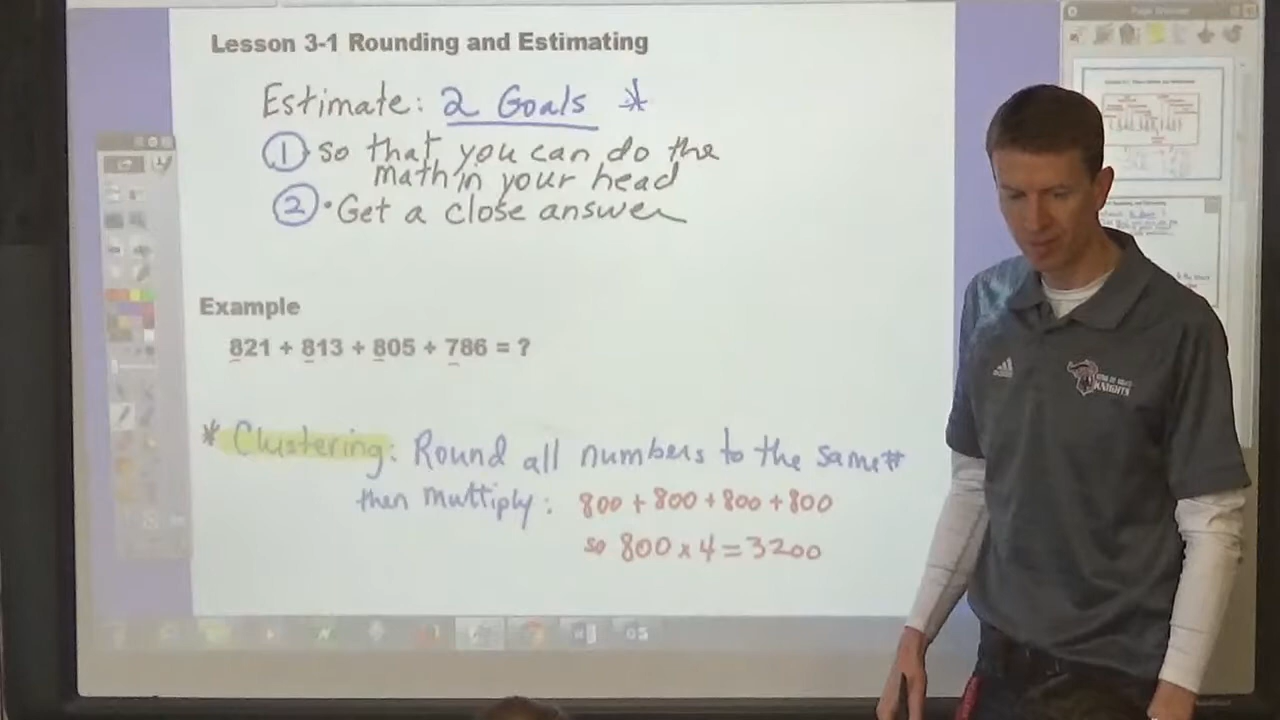 Lesson 3-1 Rounding and Estimating
Estimate: 2 Goals *
① so that you can do the
math in your head
② • Get a close answer
Example
821 + 813 + 805 + 786 = ?
* Clustering: Round all numbers to the same #
then multiply: 800 + 800 + 800 + 800
so 800 x 4 = 3200
adidas
KNIGHTS